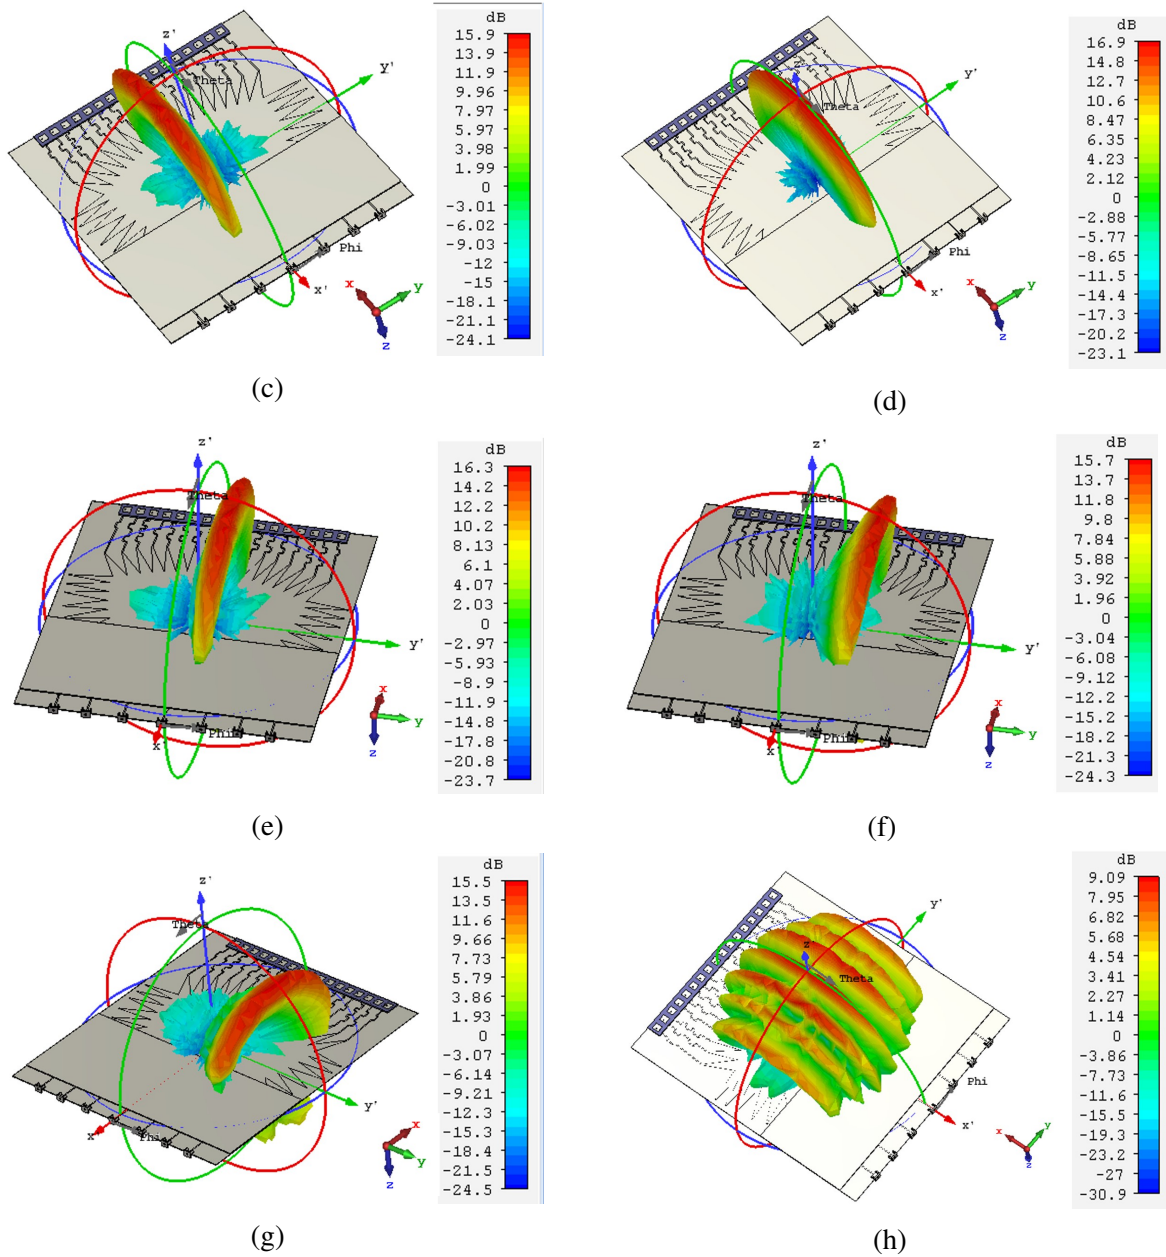 dB
15.9
13.9
11.9
9.96
7.97
5.97
3.98
1.99
0
-3.01
-6.02
-9.03
-12
-15
-18.1
-21.1
-24.1
z'
Theta
y'
Phi
x'
x
y
z
(c)
dB
16.9
14.8
12.7
10.6
8.47
6.35
4.23
2.12
0
-2.88
-5.77
-8.65
-11.5
-14.4
-17.3
-20.2
-23.1
z'
Theta
y'
Phi
x'
x
y
z
(d)
dB
16.3
14.2
12.2
10.2
8.13
6.1
4.07
2.03
0
-2.97
-5.93
-8.9
-11.9
-14.8
-17.8
-20.8
-23.7
z'
Theta
y'
Phi
x'
x
y
z
(e)
dB
15.7
13.7
11.8
9.8
7.84
5.88
3.92
1.96
0
-3.04
-6.08
-9.12
-12.2
-15.2
-18.2
-21.3
-24.3
z'
Theta
y'
Phi
x'
x
y
z
(f)
dB
15.5
13.5
11.6
9.66
7.73
5.79
3.86
1.93
0
-3.07
-6.14
-9.21
-12.3
-15.3
-18.4
-21.5
-24.5
z'
Theta
y'
Phi
x'
x
y
z
(g)
dB
9.09
7.95
6.82
5.68
4.54
3.41
2.27
1.14
0
-3.86
-7.73
-11.6
-15.5
-19.3
-23.2
-27
-30.9
z'
Theta
y'
Phi
x'
x
y
z
(h)